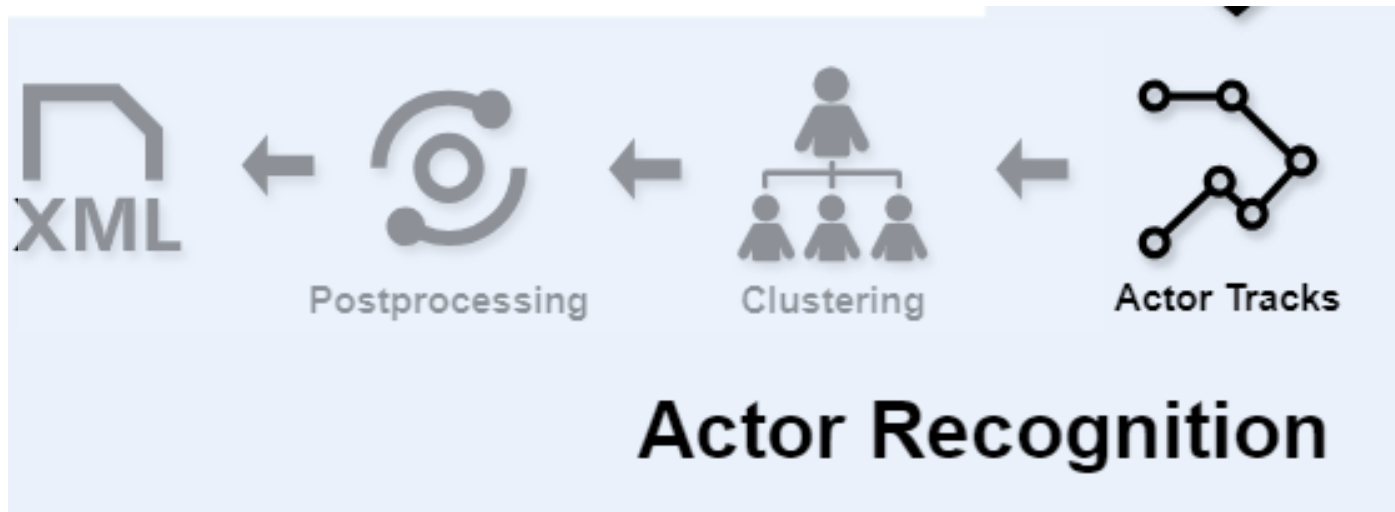 XML
Postprocessing
Clustering
Actor Tracks
Actor Recognition